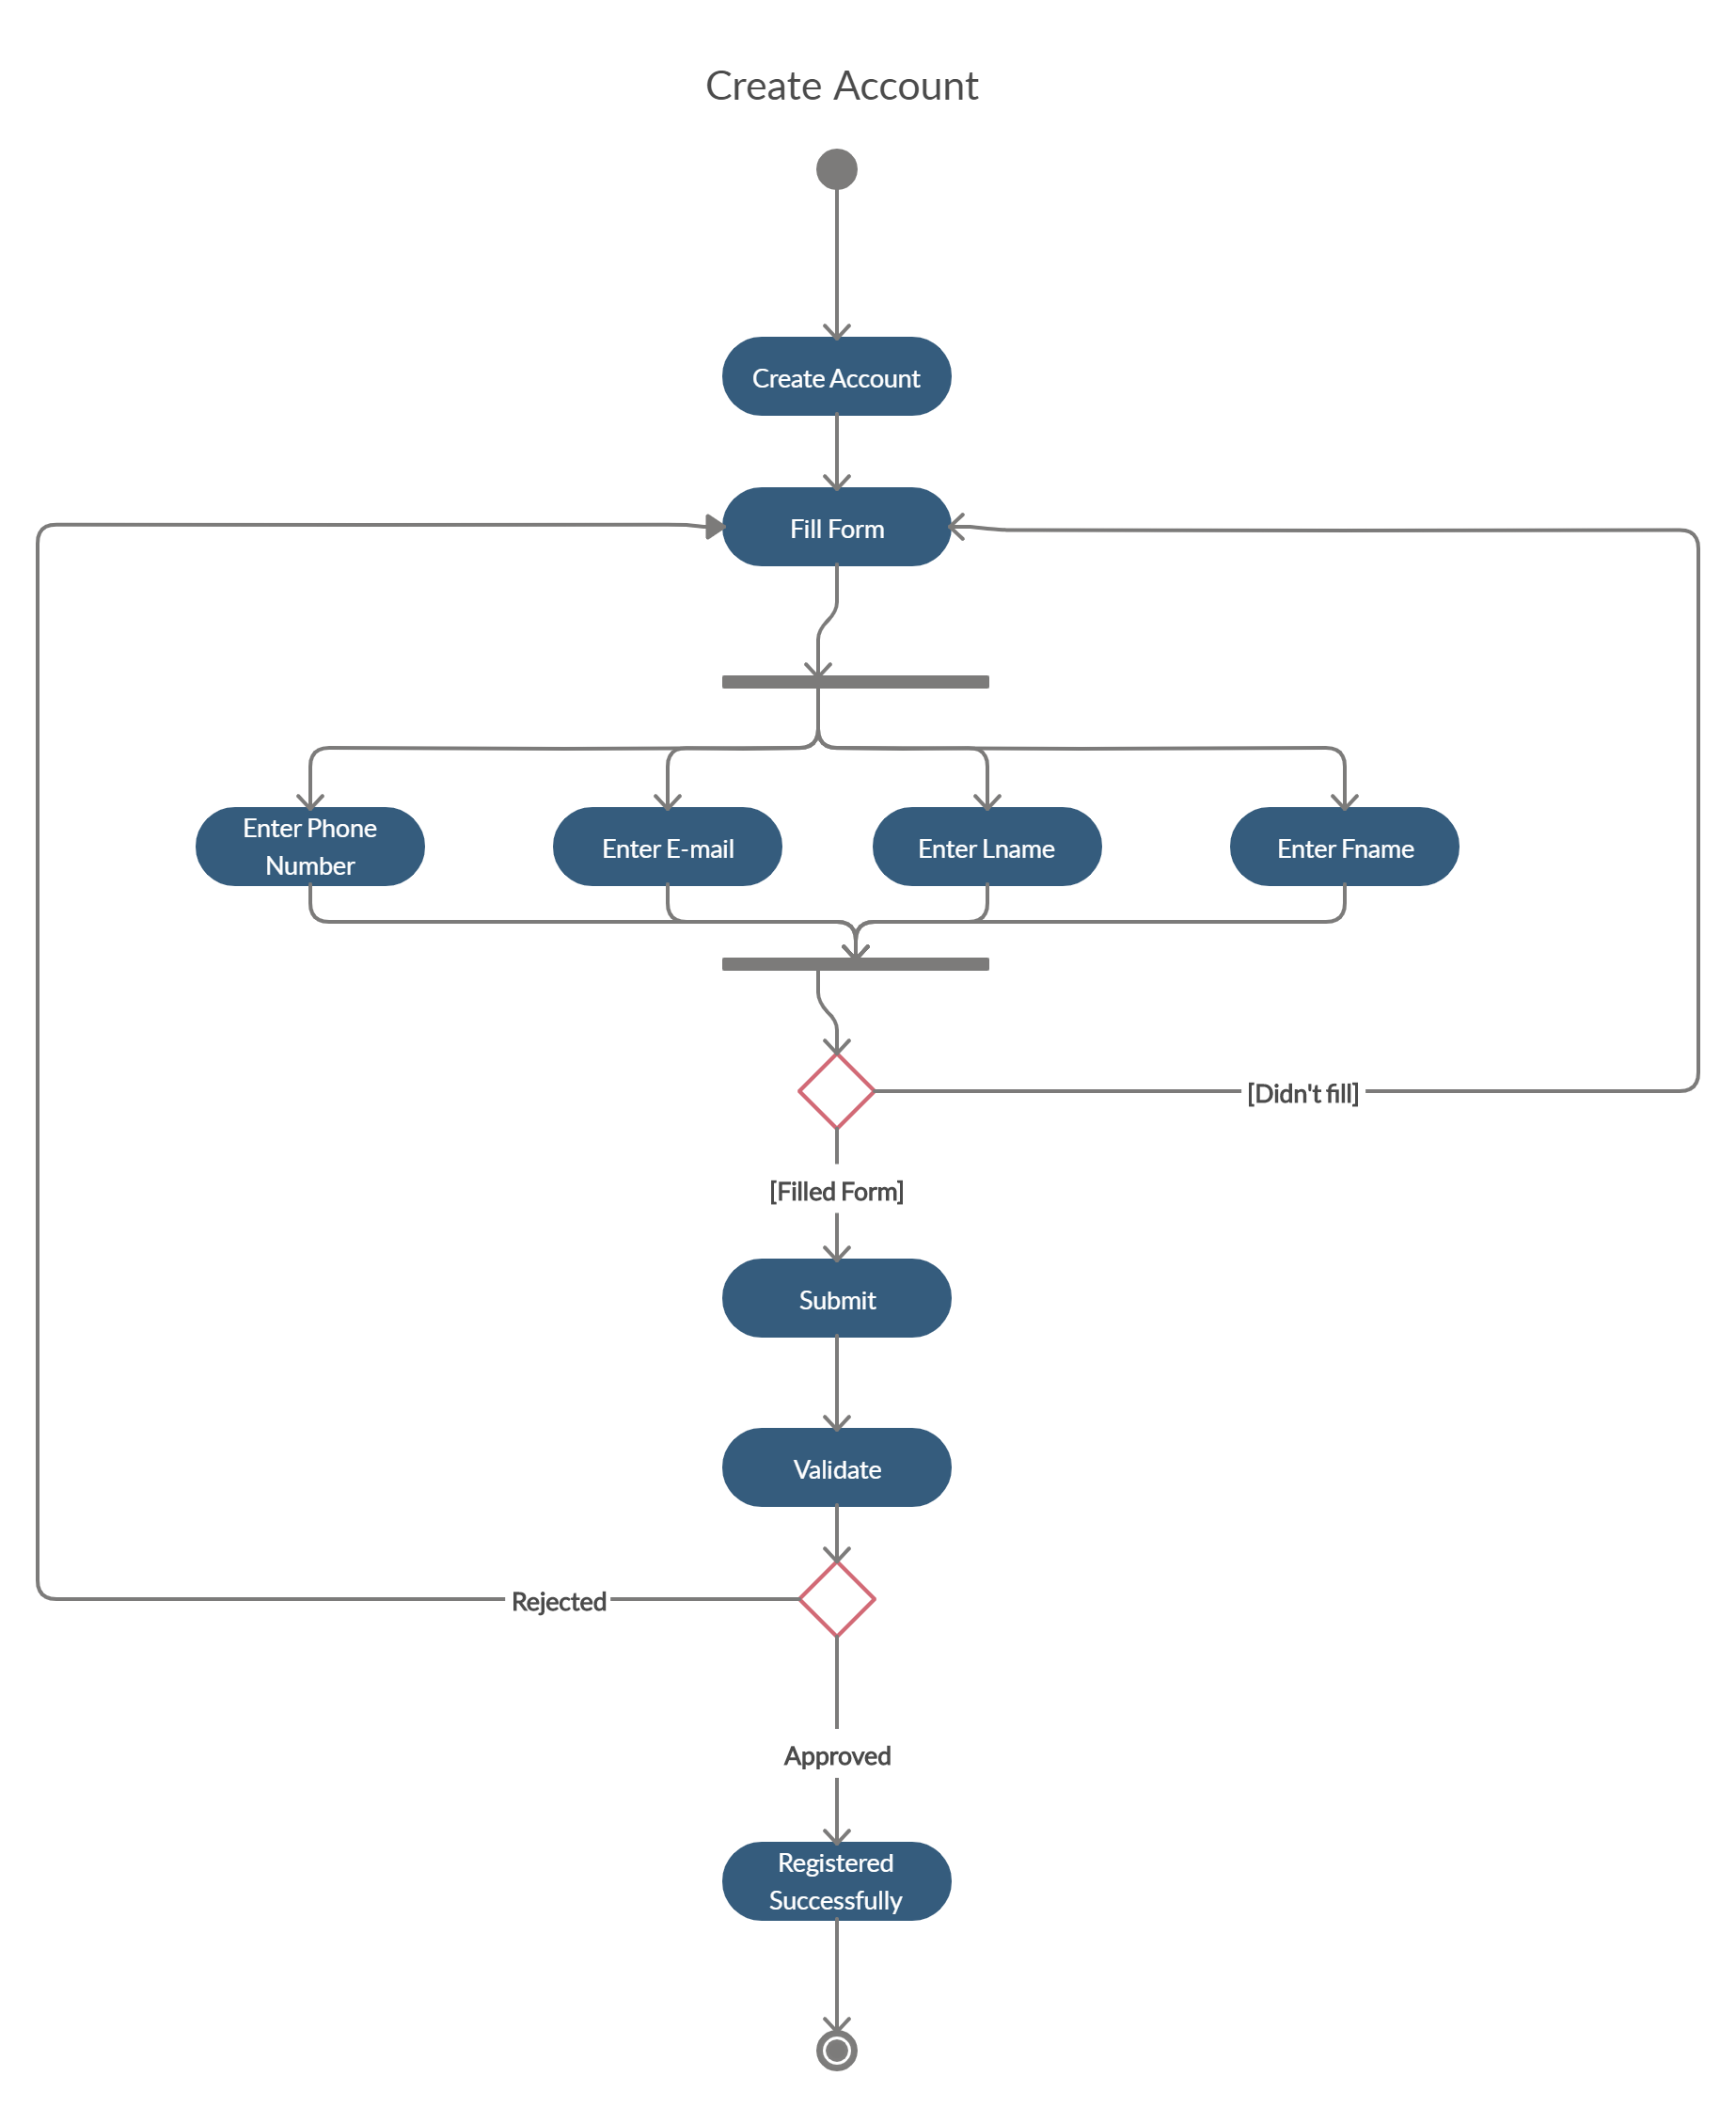 Create Account
Create Account
Fill Form
Enter Phone
Number
Enter E-mail
Enter Lname
Enter Fname
[Didn't fill]
[Filled Form]
Submit
Validate
Rejected
Approved
Registered
Successfully